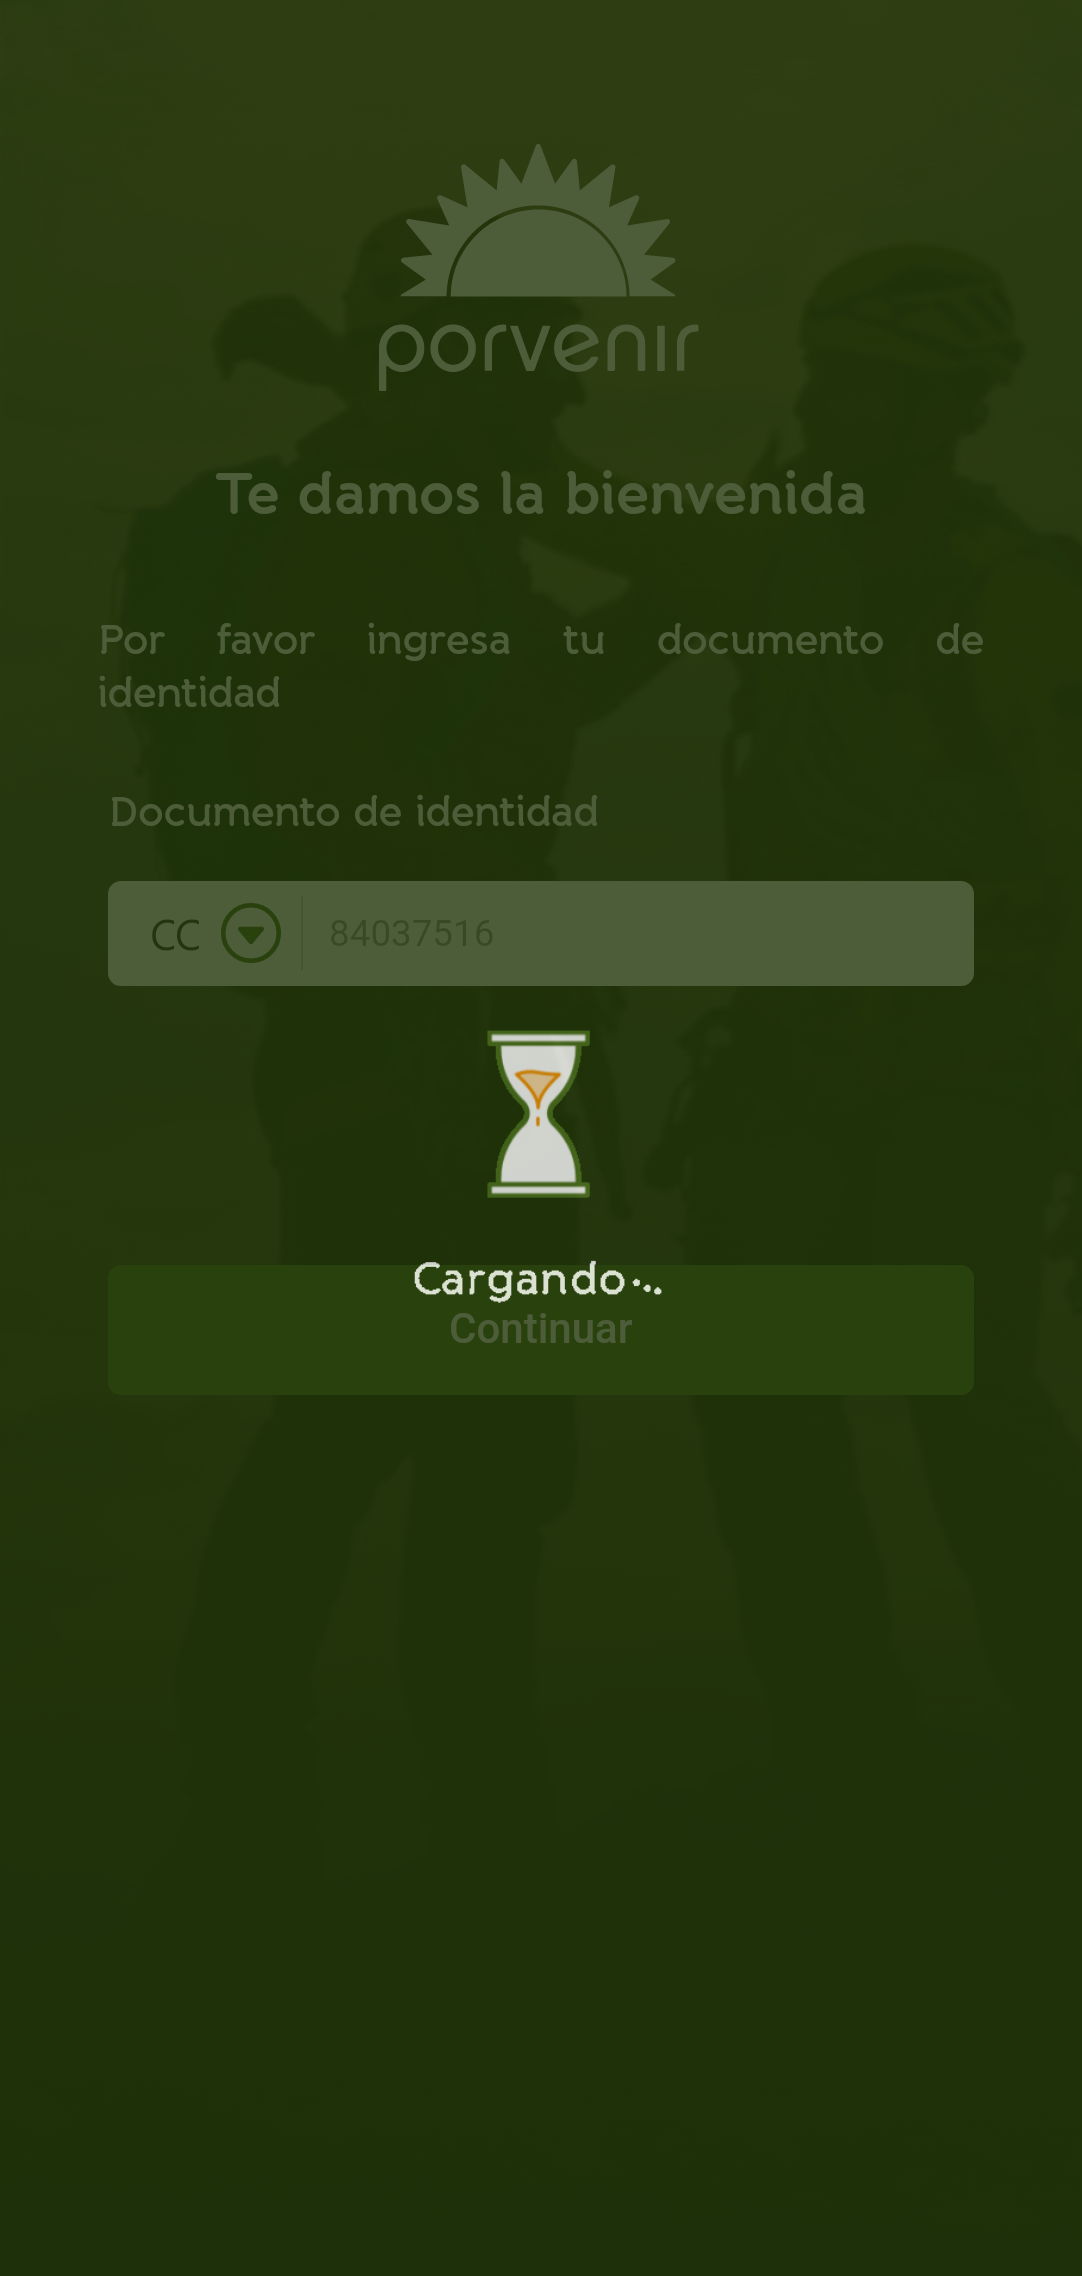 porvenir
Te damos la bienvenida
Por favor ingresa tu documento de
identidad
Documento de identidad
CC 84037516
Cargando...
Continuar